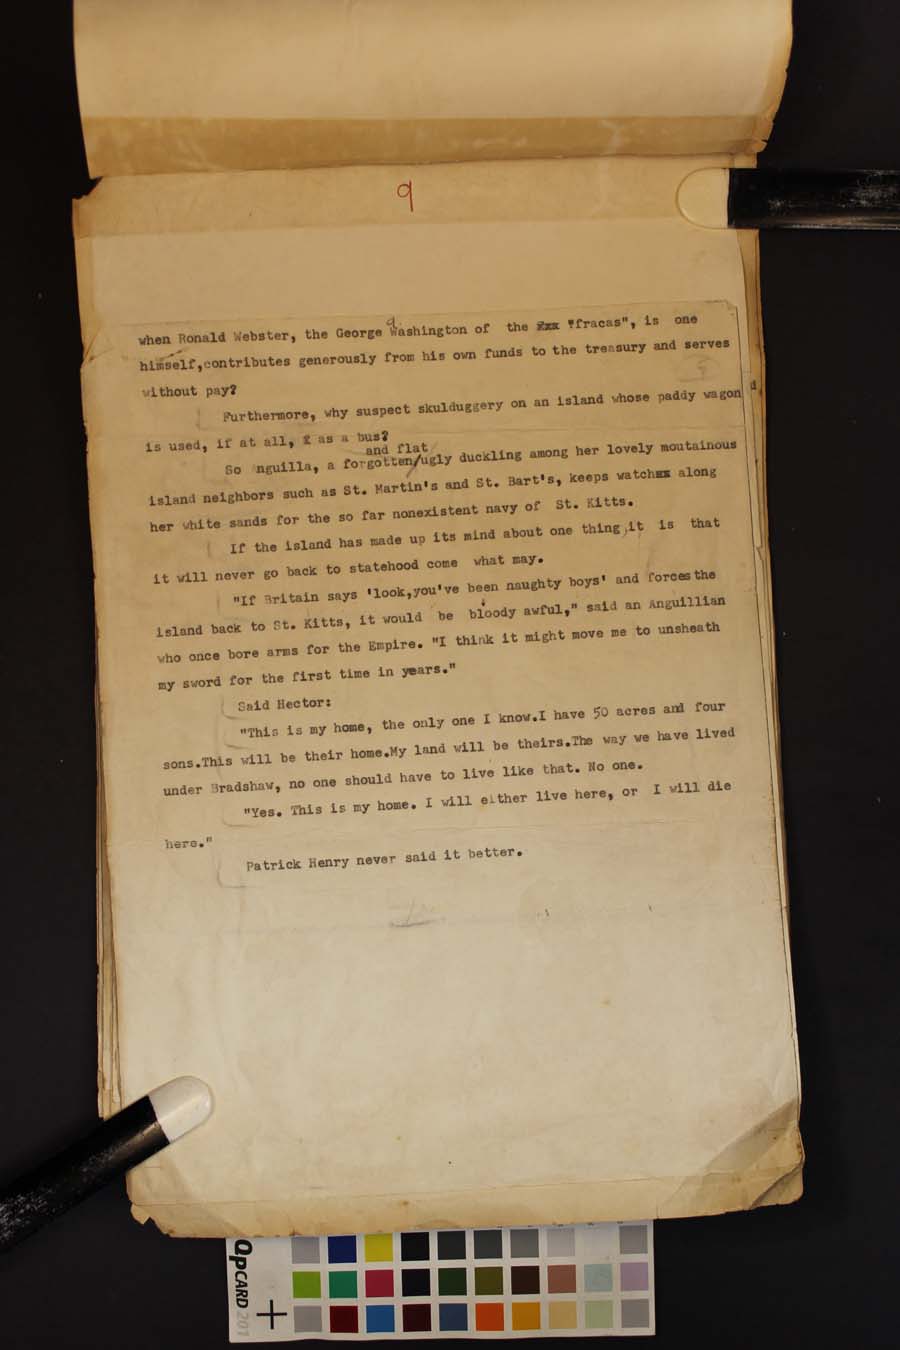 9
9
when Ronald Webster, the George Washington of the xxx "fracas", is one
himself,contributes generously from his own funds to the treasury and serves
without pay?
Furthermore, why suspect skulduggery on an island whose paddy wagon
is used, if at all, as a bus?
and flat
So nguilla, a forgotten/ugly duckling among her lovely moutainous
island neighbors such as St. Martin's and St. Bart's, keeps watchxx along
her white sands for the so far nonexistent navy of St. Kitts.
If the island has made up its mind about one thing,it is that
it will never go back to statehood come what may.
"If Britain says 'look,you've been naughty boys' and forces the
island back to St. Kitts, it would be bloody awful," said an Anguillian
who once bore arms for the Empire. "I think it might move me to unsheath
my sword for the first time in years."
Said Hector:
"This is my home, the only one I know.I have 50 acres and four
sons.This will be their home.My land will be theirs.The way we have lived
under Bradshaw, no one should have to live like that. No one.
"Yes. This is my home. I will either live here, or I will die
here."
Patrick Henry never said it better.
QPCARD 201